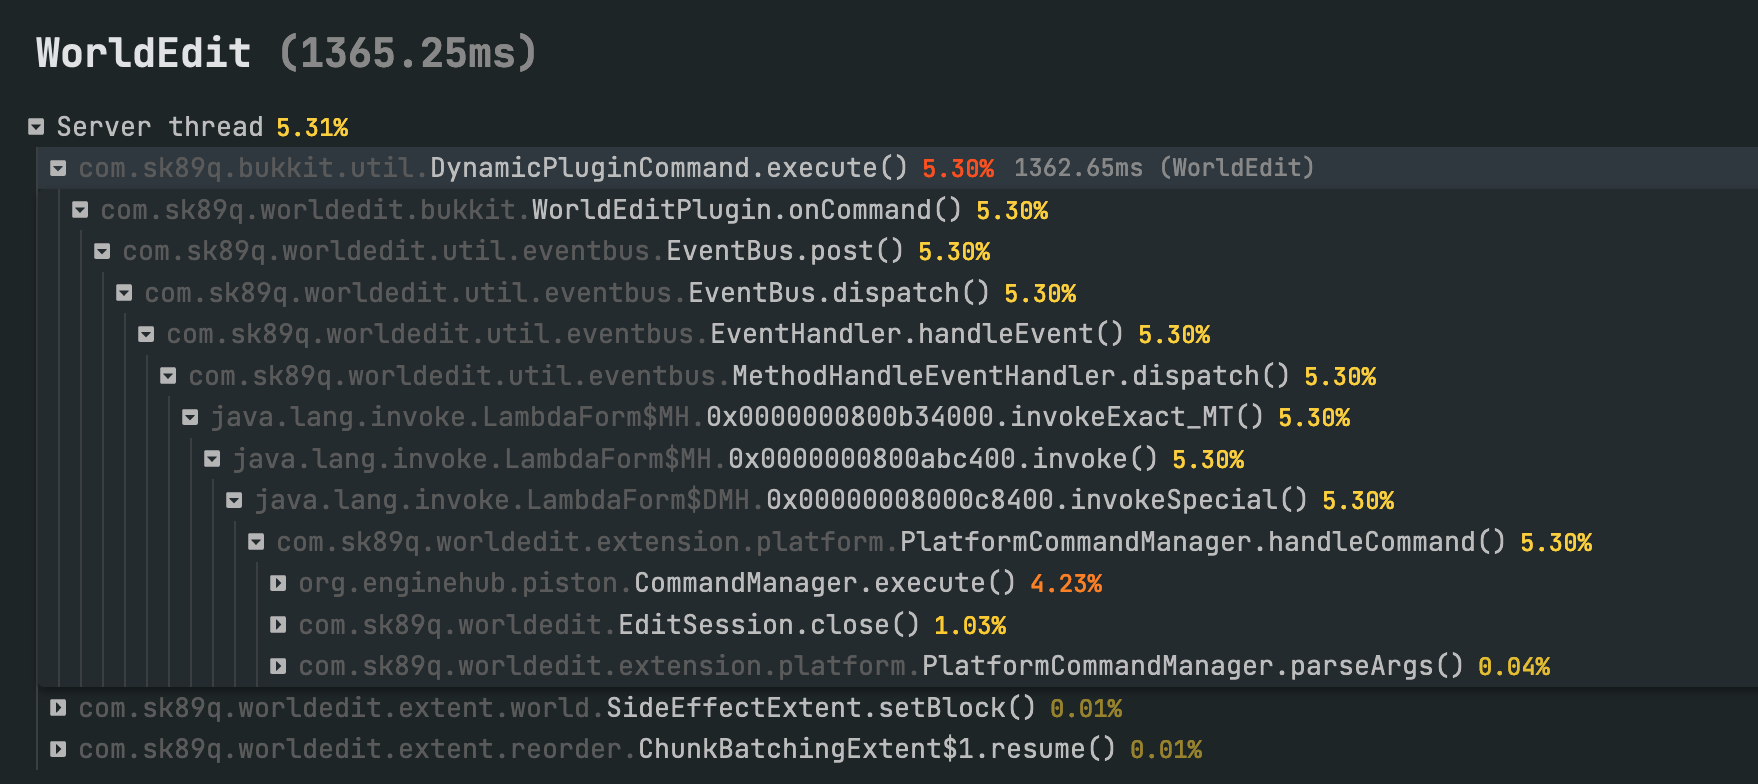 WorldEdit (1365.25ms)
Server thread 5.31%
com.sk89q.bukkit.util.DynamicPluginCommand.execute() 5.30% 1362.65ms (WorldEdit)
com.sk89q.worldedit.bukkit.WorldEditPlugin.onCommand() 5.30%
com.sk89q.worldedit.util.eventbus.EventBus.post() 5.30%
com.sk89q.worldedit.util.eventbus.EventBus.dispatch() 5.30%
com.sk89q.worldedit.util.eventbus.EventHandler.handleEvent() 5.30%
com.sk89q.worldedit.util.eventbus.MethodHandleEventHandler.dispatch() 5.30%
java.lang.invoke.LambdaForm$MH.0x0000000800b34000.invokeExact_MT() 5.30%
java.lang.invoke.LambdaForm$MH.0x0000000800abc400.invoke() 5.30%
java.lang.invoke.LambdaForm$DMH.0x00000008000c8400.invokeSpecial() 5.30%
com.sk89q.worldedit.extension.platform.PlatformCommandManager.handleCommand() 5.30%
org.enginehub.piston.CommandManager.execute() 4.23%
com.sk89q.worldedit.EditSession.close() 1.03%
com.sk89q.worldedit.extension.platform.PlatformCommandManager.parseArgs() 0.04%
com.sk89q.worldedit.extent.world.SideEffectExtent.setBlock() 0.01%
com.sk89q.worldedit.extent.reorder.ChunkBatchingExtent$1.resume() 0.01%